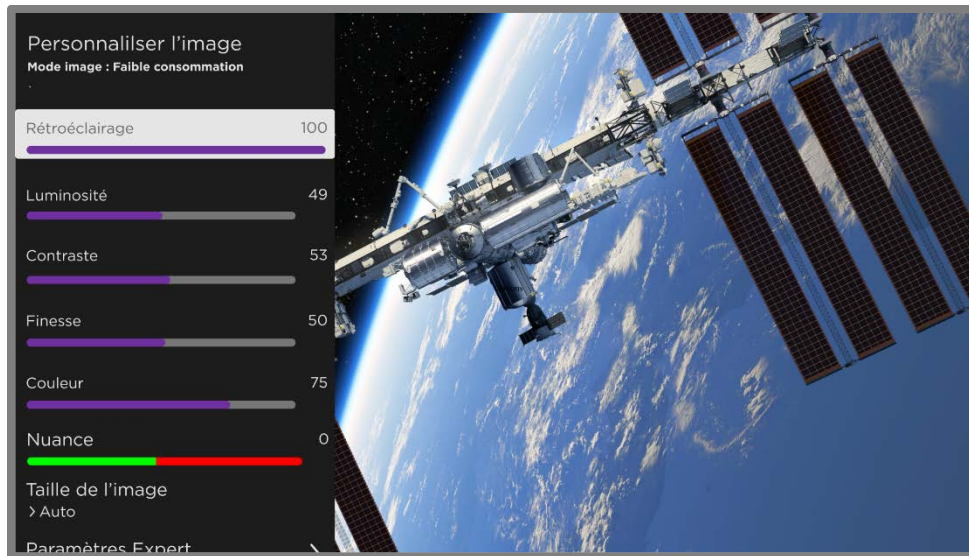 Personnalilser l'image
Mode image : Faible consommation
Rétroéclairage 100
Luminosité 49
Contraste 53
Finesse 50
Couleur 75
Nuance 0
Taille de l'image
> Auto
Paramètres Expert